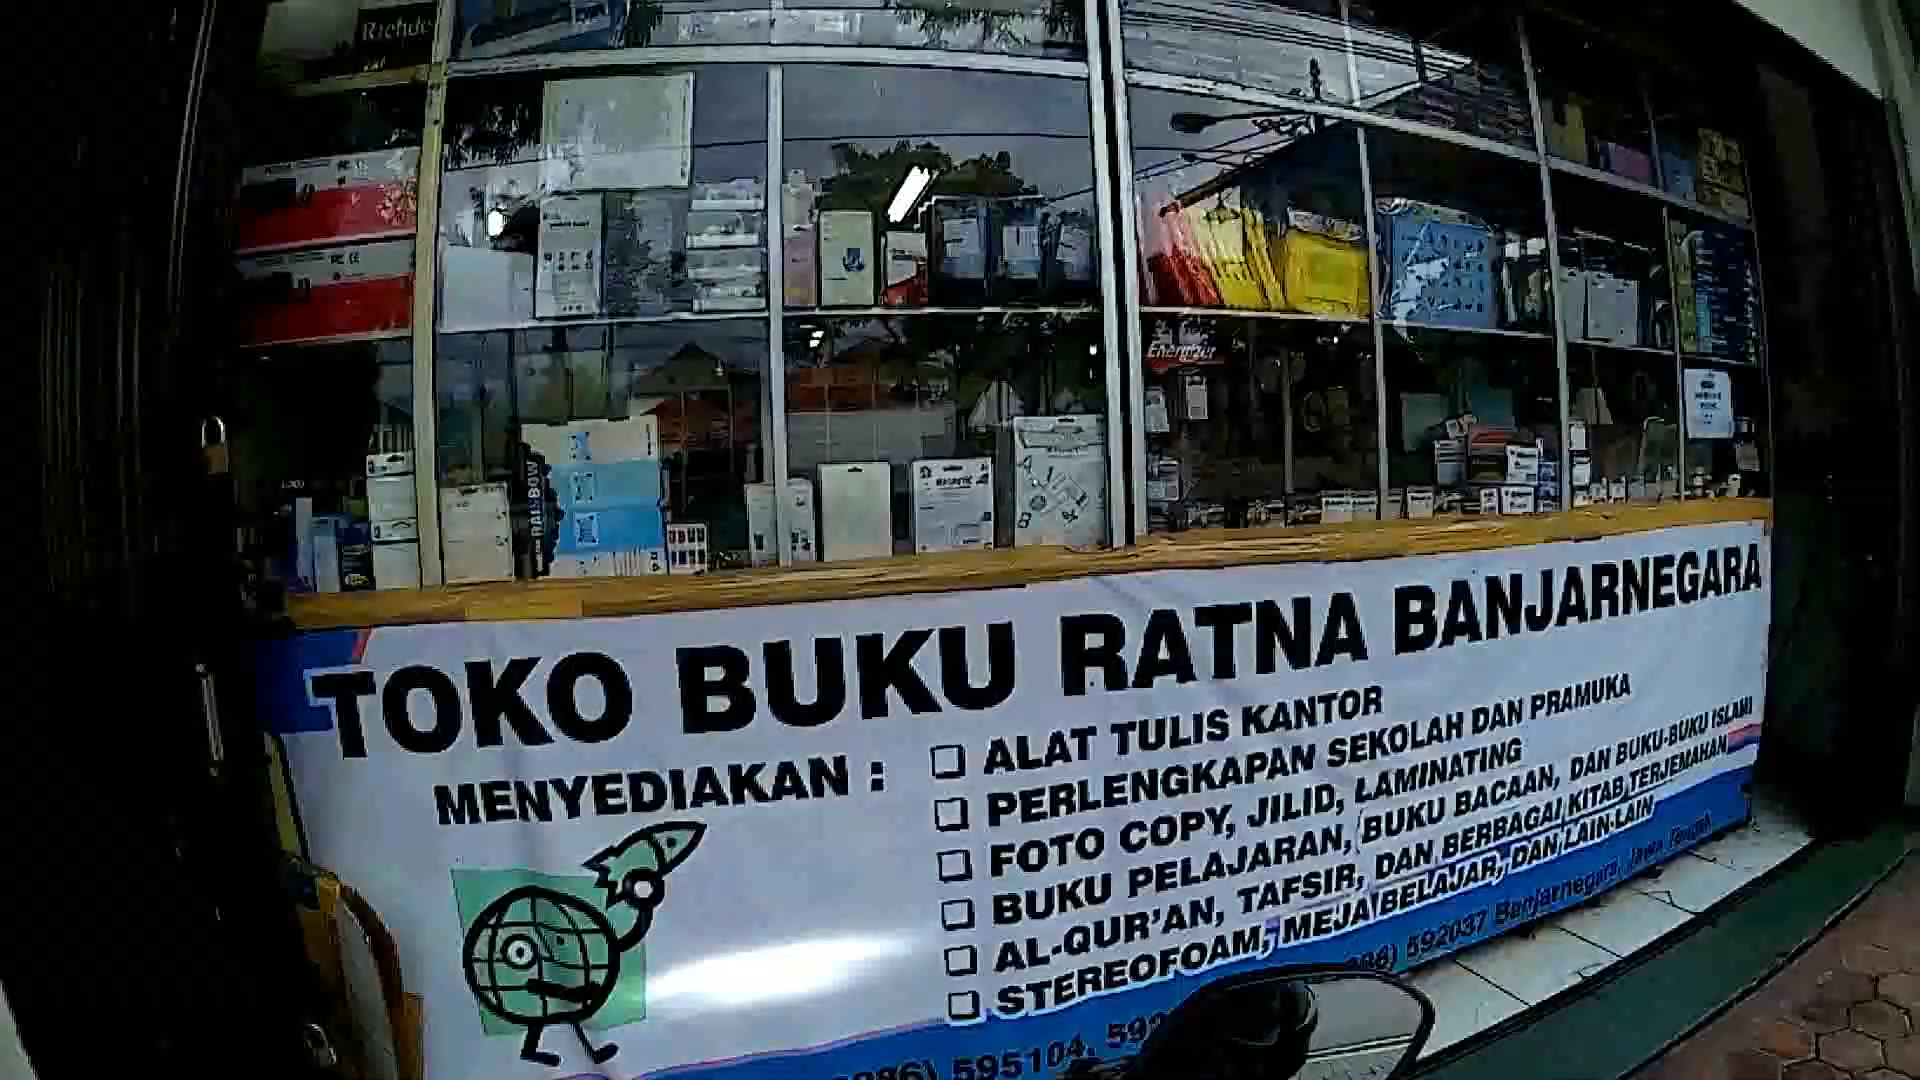 Energizer
RAINBOW
TOKO BUKU RATNA BANJARNEGARA
MENYEDIAKAN :
ALAT TULIS KANTOR
PERLENGKAPAN SEKOLAH DAN PRAMUKA
FOTO COPY, JILID, LAMINATING
BUKU PELAJARAN, BUKU BACAAN, DAN BUKU-BUKU ISLAMI
AL-QUR'AN, TAFSIR, DAN BERBAGAI KITAB TERJEMAHAN
STEREOFOAM, MEJA BELAJAR, DAN LAIN-LAIN
595104, 592037 Banjarnegara, Jawa Tengah